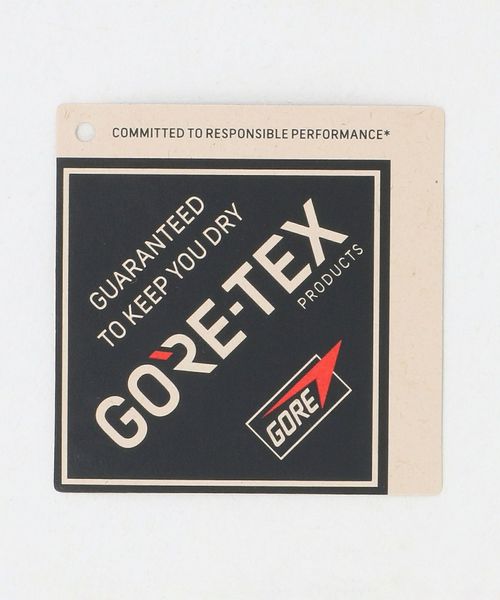 COMMITTED TO RESPONSIBLE PERFORMANCE*
GUARANTEED
TO KEEP YOU DRY
GORE-TEX
PRODUCTS
GORE